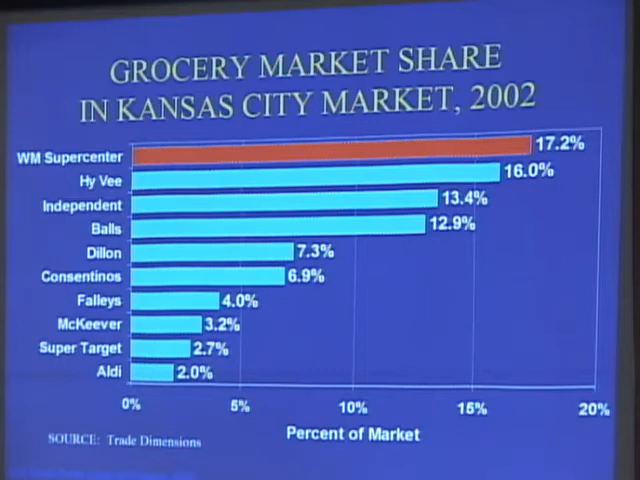 GROCERY MARKET SHARE
IN KANSAS CITY MARKET, 2002
WM Supercenter 17.2%
Hy Vee 16.0%
Independent 13.4%
Balls 12.9%
Dillon 7.3%
Consentinos 6.9%
Falleys 4.0%
McKeever 3.2%
Super Target 2.7%
Aldi 2.0%
0% 5% 10% 15% 20%
Percent of Market
SOURCE: Trade Dimensions